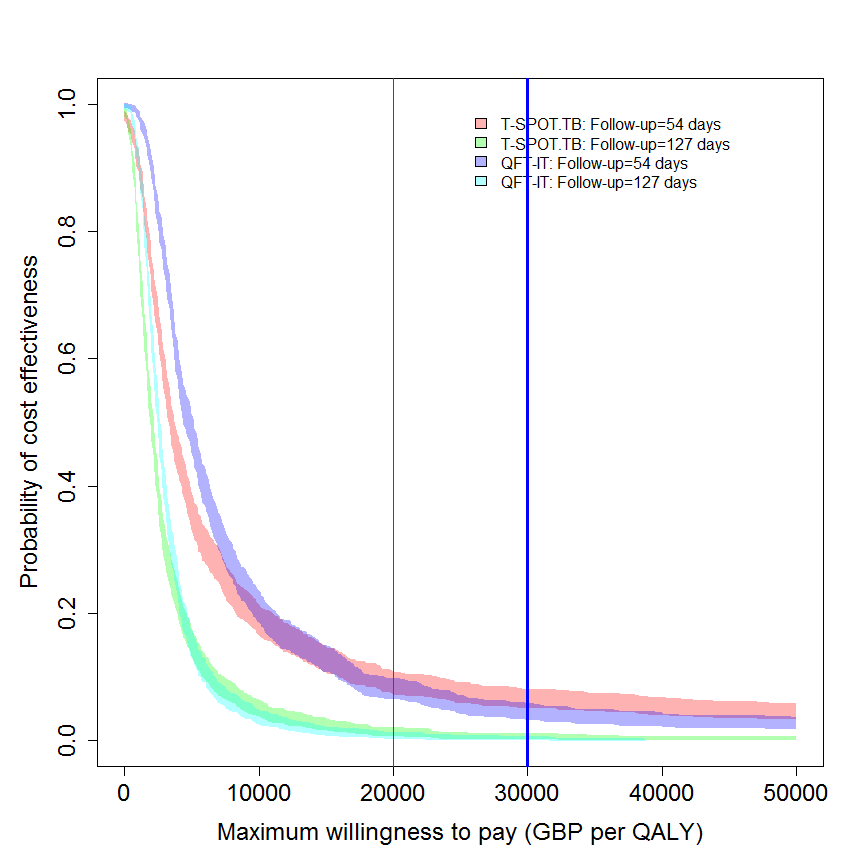 T-SPOT.TB: Follow-up=54 days
T-SPOT.TB: Follow-up=127 days
QFT-IT: Follow-up=54 days
QFT-IT: Follow-up=127 days
Probability of cost effectiveness
1.0
0.8
0.6
0.4
0.2
0.0
0 10000 20000 30000 40000 50000
Maximum willingness to pay (GBP per QALY)